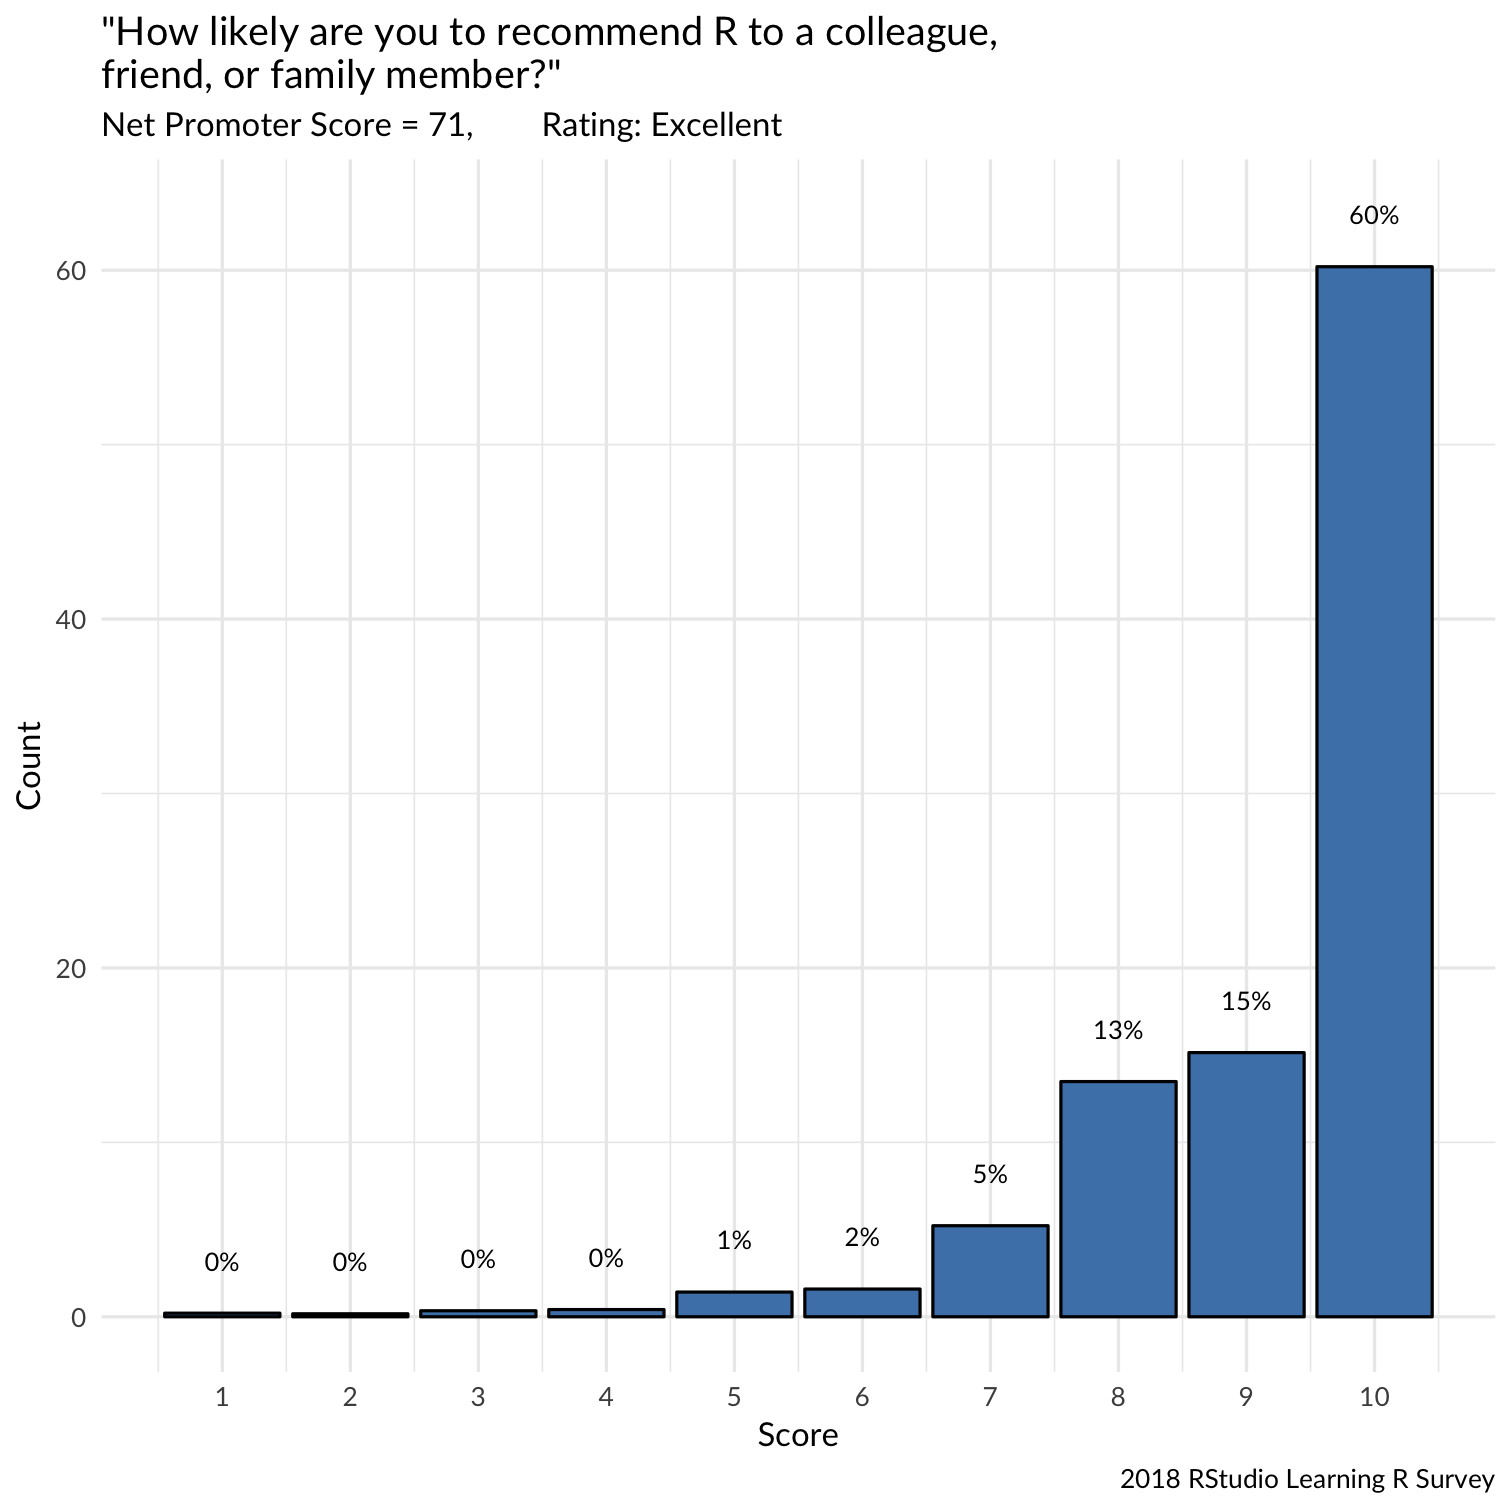 "How likely are you to recommend R to a colleague,
friend, or family member?"
Net Promoter Score = 71, Rating: Excellent
60%
60
40
Count
20
15%
13%
5%
0%
0%
0%
0%
1%
2%
0
1 2 3 4 5 6 7 8 9 10
Score
2018 RStudio Learning R Survey